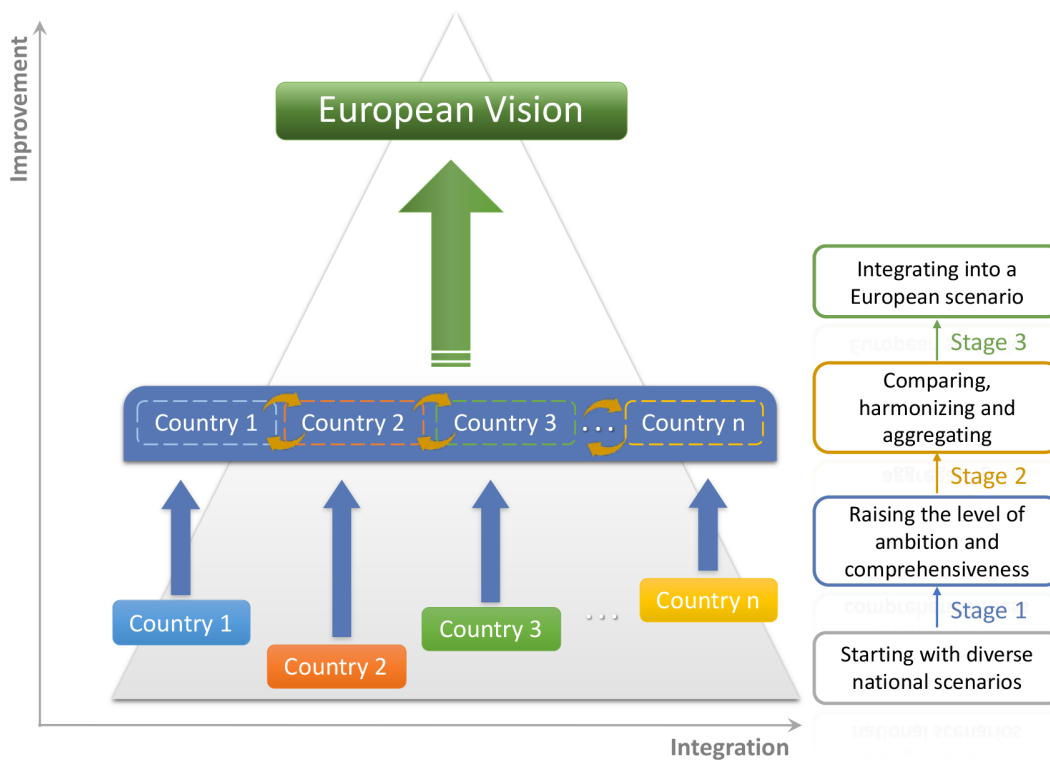 Improvement
European Vision
Country 1
Country 2
Country 3
...
Country n
Country 1
Country 2
Country 3
...
Country n
Integration
Integrating into a
European scenario
Stage 3
Comparing,
harmonizing and
aggregating
Stage 2
Raising the level of
ambition and
comprehensiveness
Stage 1
Starting with diverse
national scenarios